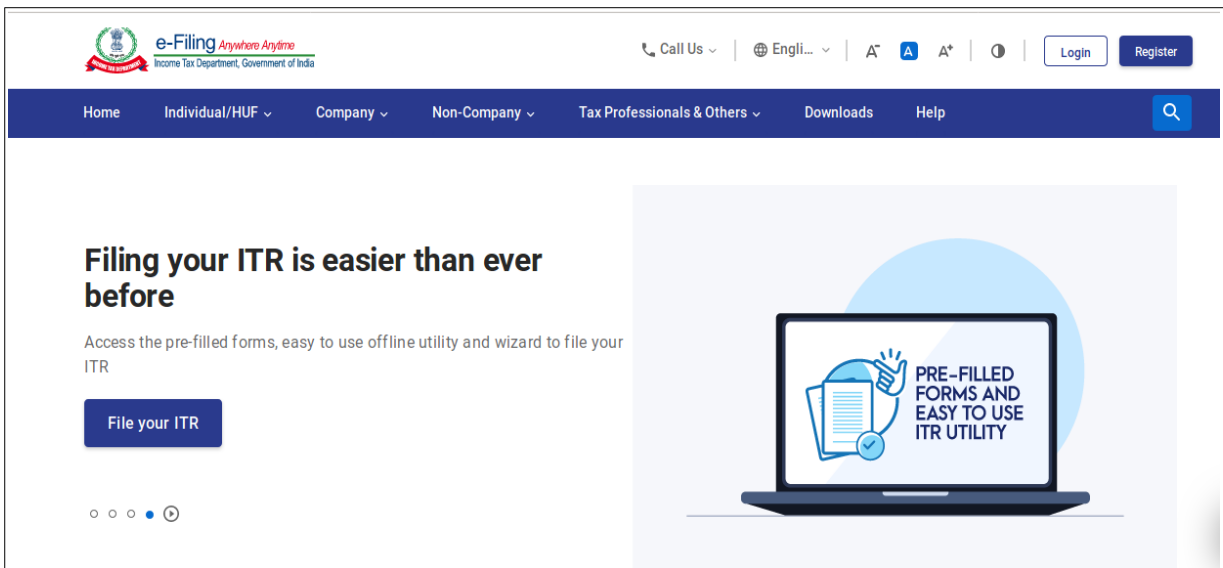 e-Filing Anywhere Anytime
Income Tax Department, Government of India
Call Us
Engli...
A-
A
A+
Login
Register
Home
Individual/HUF
Company
Non-Company
Tax Professionals & Others
Downloads
Help
Filing your ITR is easier than ever
before
Access the pre-filled forms, easy to use offline utility and wizard to file your
ITR
File your ITR
PRE-FILLED
FORMS AND
EASY TO USE
ITR UTILITY